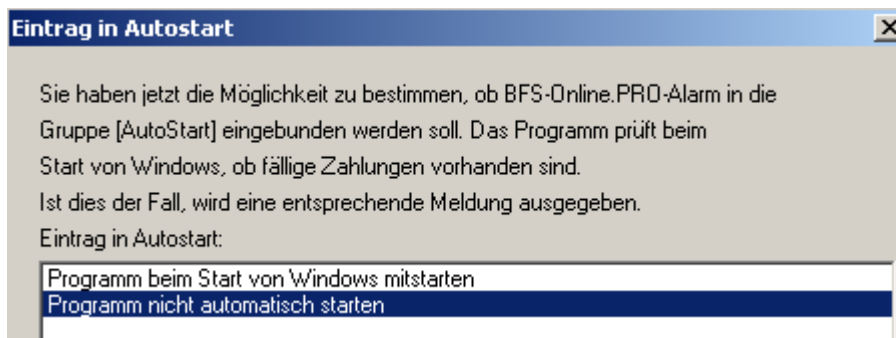 Eintrag in Autostart
Sie haben jetzt die Möglichkeit zu bestimmen, ob BFS-Online.PRO-Alarm in die
Gruppe [AutoStart] eingebunden werden soll. Das Programm prüft beim
Start von Windows, ob fällige Zahlungen vorhanden sind.
Ist dies der Fall, wird eine entsprechende Meldung ausgegeben.
Eintrag in Autostart:
Programm beim Start von Windows mitstarten
Programm nicht automatisch starten